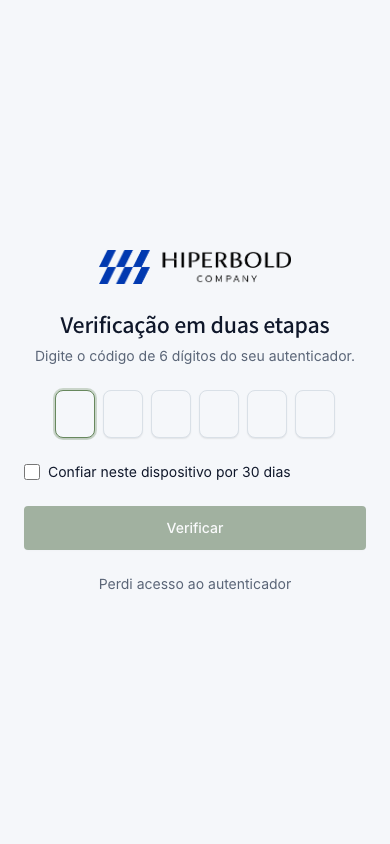 HIPERBOLD
COMPANY
Verificação em duas etapas
Digite o código de 6 dígitos do seu autenticador.
Confiar neste dispositivo por 30 dias
Verificar
Perdi acesso ao autenticador